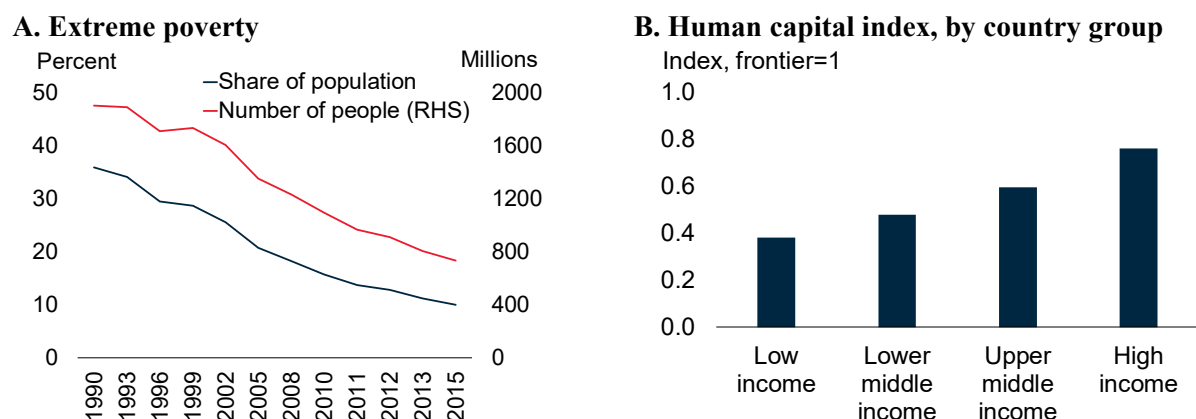 A. Extreme poverty
Percent
Millions
Share of population
Number of people (RHS)
50
40
30
20
10
0
2000
1600
1200
800
400
0
1990
1993
1996
1999
2002
2005
2008
2010
2011
2012
2013
2015
B. Human capital index, by country group
Index, frontier=1
1.0
0.8
0.6
0.4
0.2
0.0
Low
income
Lower
middle
income
Upper
middle
income
High
income